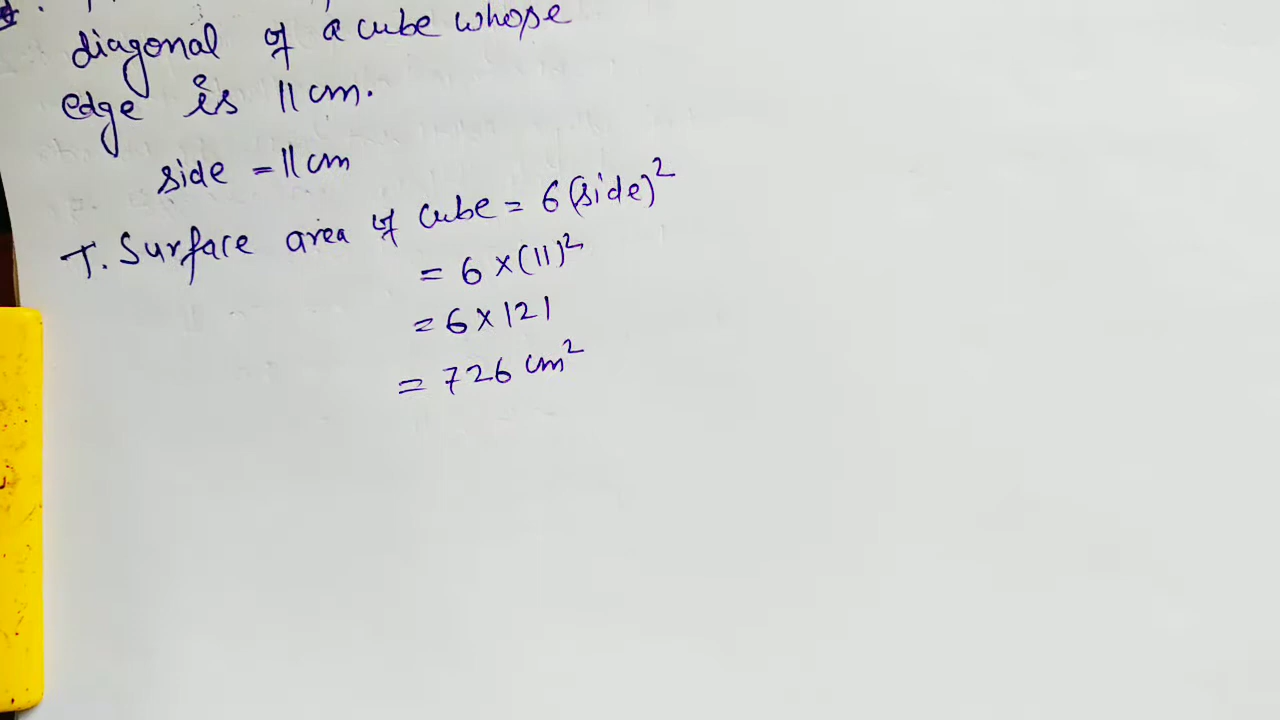 diagonal of a cube whose
edge is 11 cm.
side = 11 cm
T. Surface area of cube = 6 (side)²
= 6 × (11)²
= 6 × 121
= 726 cm²